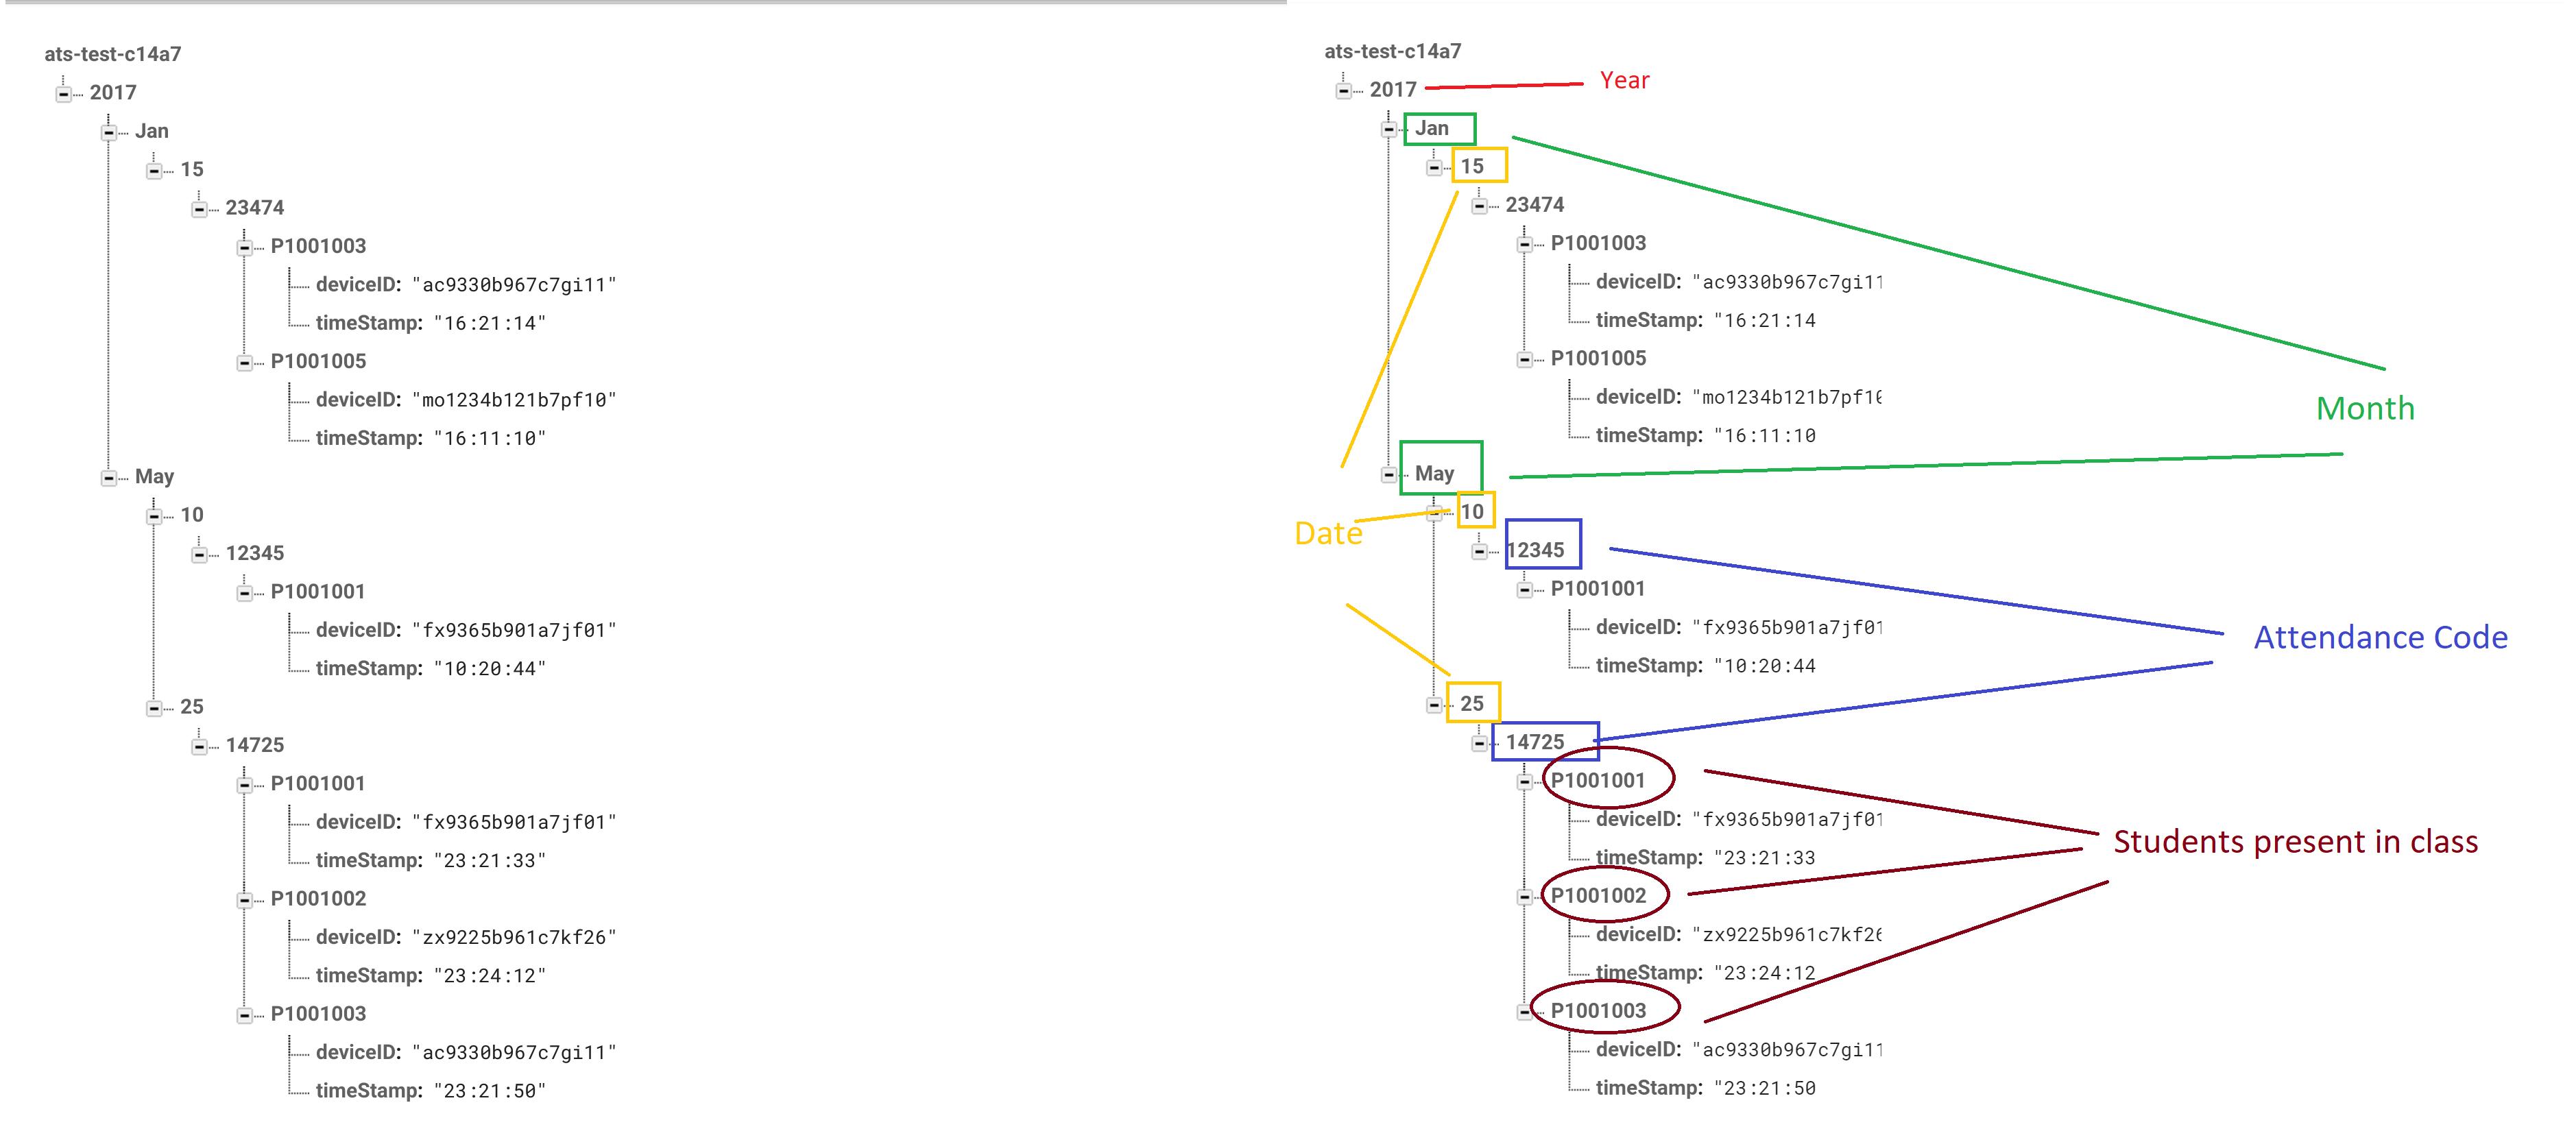 ats-test-c14a7
2017
Jan
15
23474
P1001003
deviceID: "ac9330b967c7gi11"
timeStamp: "16:21:14"
P1001005
deviceID: "mo1234b121b7pf10"
timeStamp: "16:11:10"
May
10
12345
P1001001
deviceID: "fx9365b901a7jf01"
timeStamp: "10:20:44"
25
14725
P1001001
deviceID: "fx9365b901a7jf01"
timeStamp: "23:21:33"
P1001002
deviceID: "zx9225b961c7kf26"
timeStamp: "23:24:12"
P1001003
deviceID: "ac9330b967c7gi11"
timeStamp: "23:21:50"
ats-test-c14a7
2017
Year
Jan
15
23474
P1001003
deviceID: "ac9330b967c7gi11
timeStamp: "16:21:14
P1001005
deviceID: "mo1234b121b7pf10
timeStamp: "16:11:10
Month
May
10
Date
12345
P1001001
deviceID: "fx9365b901a7jf01
timeStamp: "10:20:44
Attendance Code
25
14725
P1001001
deviceID: "fx9365b901a7jf01
timeStamp: "23:21:33
Students present in class
P1001002
deviceID: "zx9225b961c7kf26
timeStamp: "23:24:12
P1001003
deviceID: "ac9330b967c7gi11
timeStamp: "23:21:50